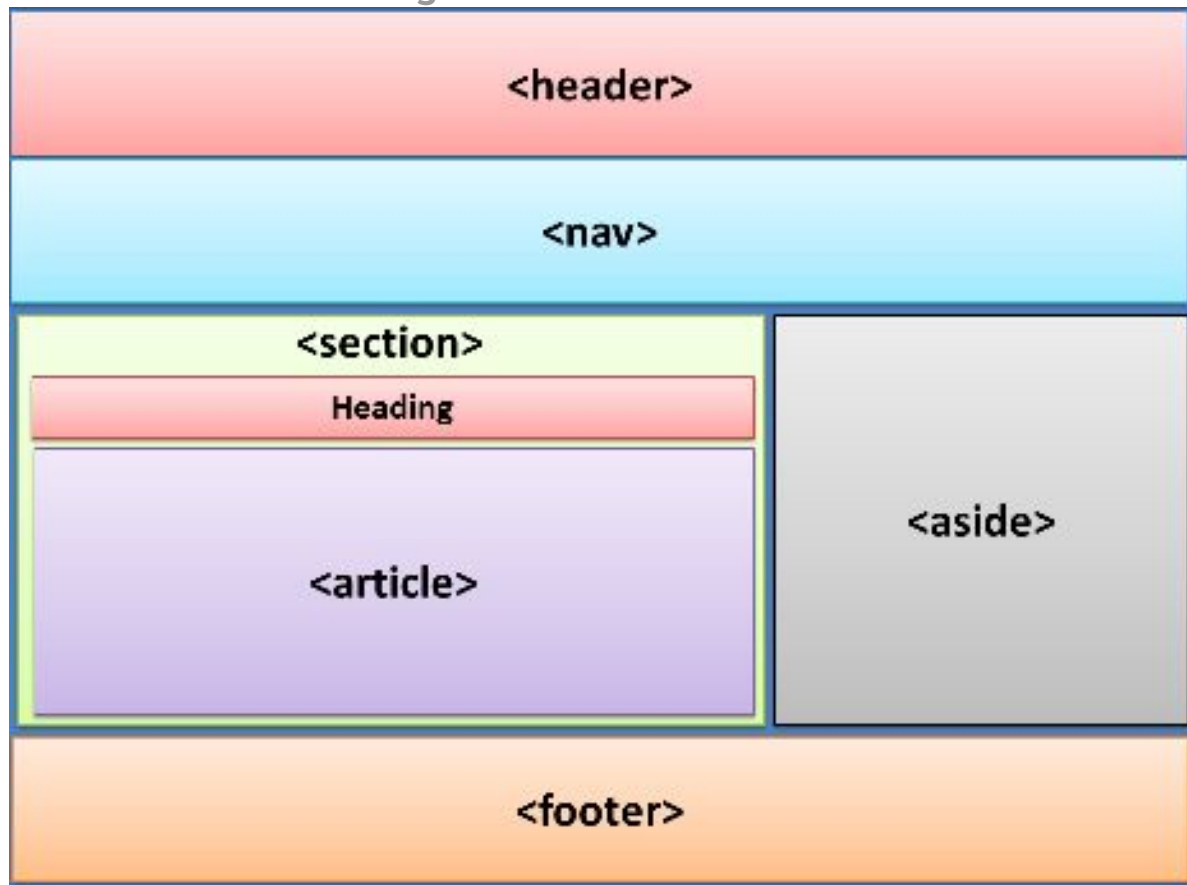 <header>
<nav>
<section>
Heading
<article>
<aside>
<footer>